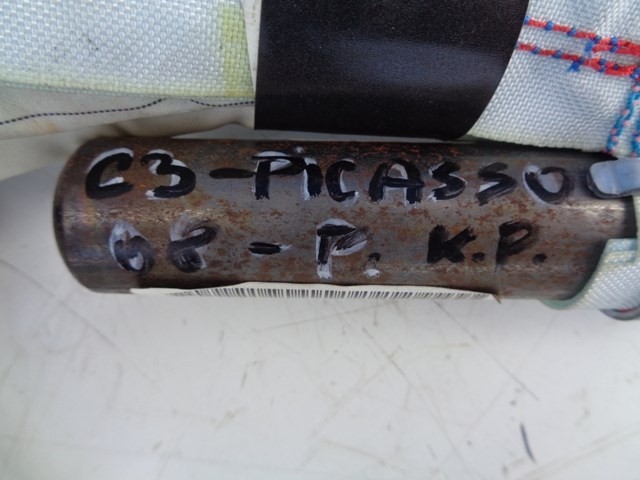 C3-PICASSO
08 - P. K.P.